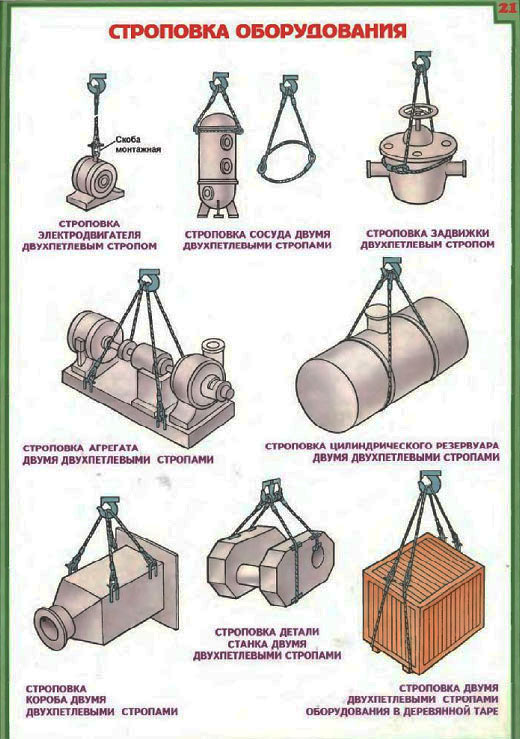 21
СТРОПОВКА ОБОРУДОВАНИЯ
Скоба
монтажная
СТРОПОВКА
ЭЛЕКТРОДВИГАТЕЛЯ
ДВУХПЕТЛЕВЫМ СТРОПОМ
СТРОПОВКА СОСУДА ДВУМЯ
ДВУХПЕТЛЕВЫМИ СТРОПАМИ
СТРОПОВКА ЗАДВИЖКИ
ДВУХПЕТЛЕВЫМ СТРОПОМ
СТРОПОВКА АГРЕГАТА
ДВУМЯ ДВУХПЕТЛЕВЫМИ СТРОПАМИ
СТРОПОВКА ЦИЛИНДРИЧЕСКОГО РЕЗЕРВУАРА
ДВУМЯ ДВУХПЕТЛЕВЫМИ СТРОПАМИ
СТРОПОВКА ДЕТАЛИ
СТАНКА ДВУМЯ
ДВУХПЕТЛЕВЫМИ СТРОПАМИ
СТРОПОВКА
КОРОБА ДВУМЯ
ДВУХПЕТЛЕВЫМИ СТРОПАМИ
СТРОПОВКА ДВУМЯ
ДВУХПЕТЛЕВЫМИ СТРОПАМИ
ОБОРУДОВАНИЯ В ДЕРЕВЯННОЙ ТАРЕ